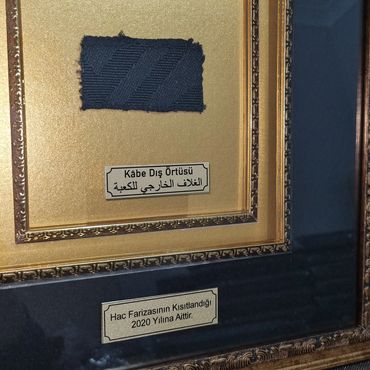 Kâbe Dış Örtüsü
الغلاف الخارجي للكعبة
Hac Farizasının Kısıtlandığı
2020 Yılına Aittir.